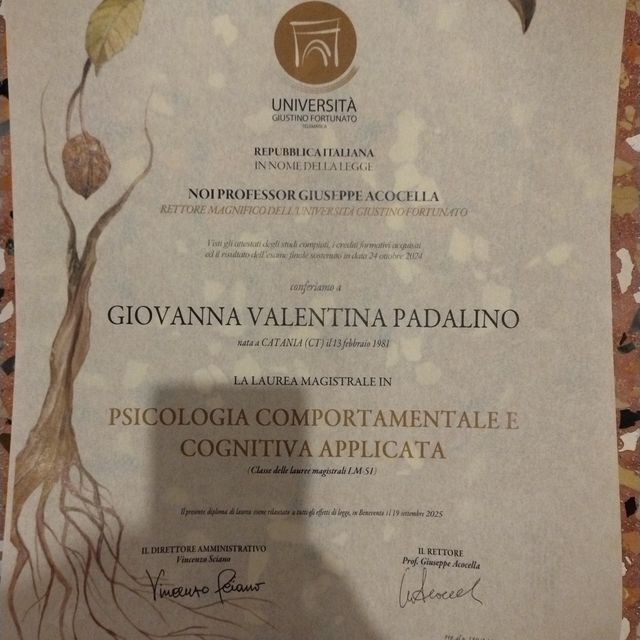 UNIVERSITÀ
GIUSTINO FORTUNATO
TELEMATICA
REPUBBLICA ITALIANA
IN NOME DELLA LEGGE
NOI PROFESSOR GIUSEPPE ACOCELLA
RETTORE MAGNIFICO DELL'UNIVERSITÀ GIUSTINO FORTUNATO
Visti gli attestati degli studi compiuti, i crediti formativi acquisiti
ed il risultato dell'esame finale sostenuto in data 24 ottobre 2024
conferiamo a
GIOVANNA VALENTINA PADALINO
nata a CATANIA (CT) il 13 febbraio 1981
LA LAUREA MAGISTRALE IN
PSICOLOGIA COMPORTAMENTALE E
COGNITIVA APPLICATA
(Classe delle lauree magistrali LM-51)
Il presente diploma di laurea viene rilasciato a tutti gli effetti di legge, in Benevento il 19 settembre 2025
IL DIRETTORE AMMINISTRATIVO
Vincenzo Sciano
Vincenzo Sciano
IL RETTORE
Prof. Giuseppe Acocella